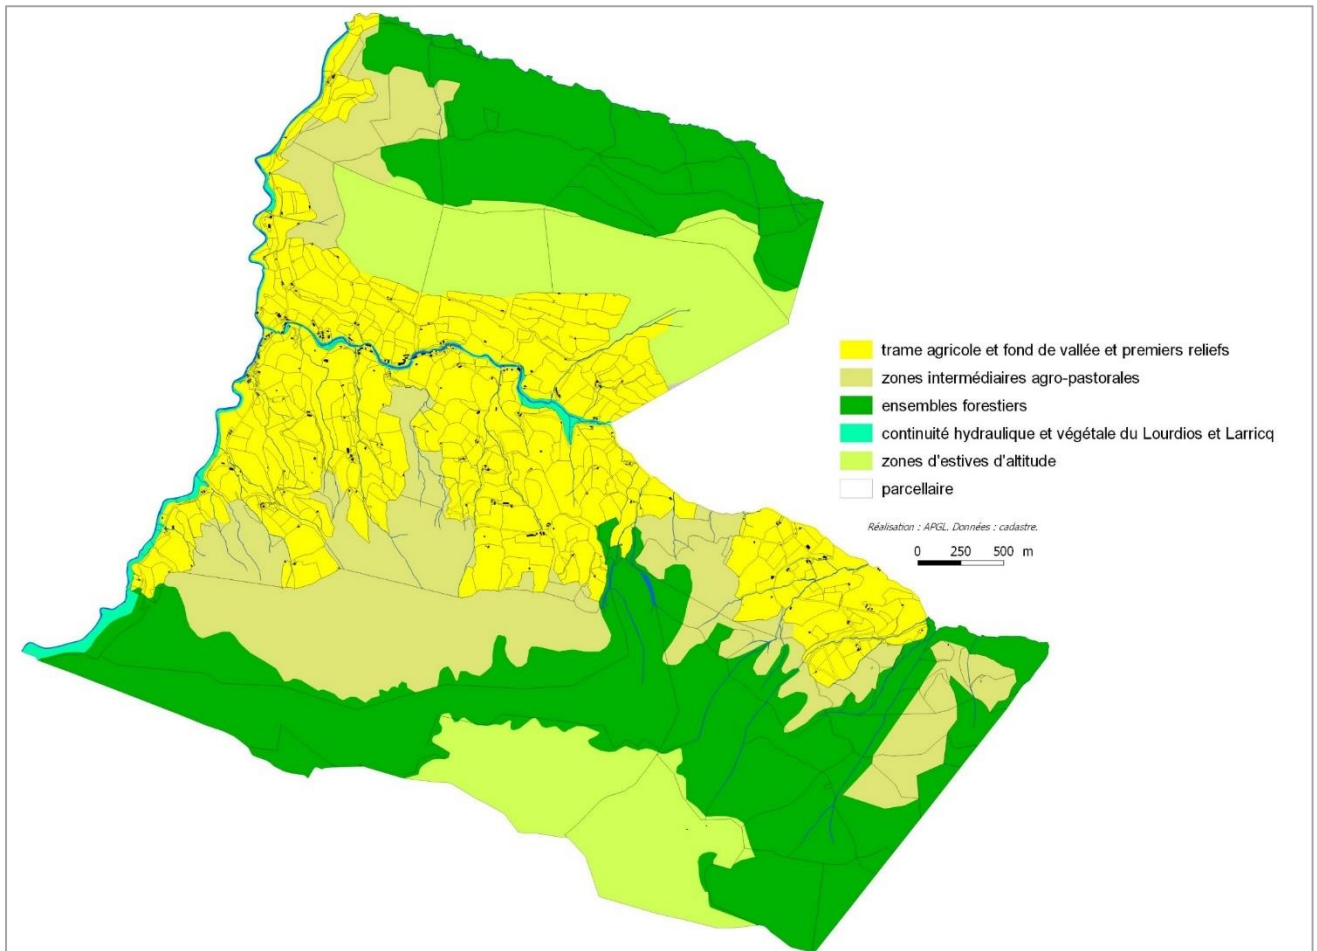 trame agricole et fond de vallée et premiers reliefs
zones intermédiaires agro-pastorales
ensembles forestiers
continuité hydraulique et végétale du Lourdios et Larricq
zones d'estives d'altitude
parcellaire
Réalisation : APGL. Données : cadastre.
0 250 500 m